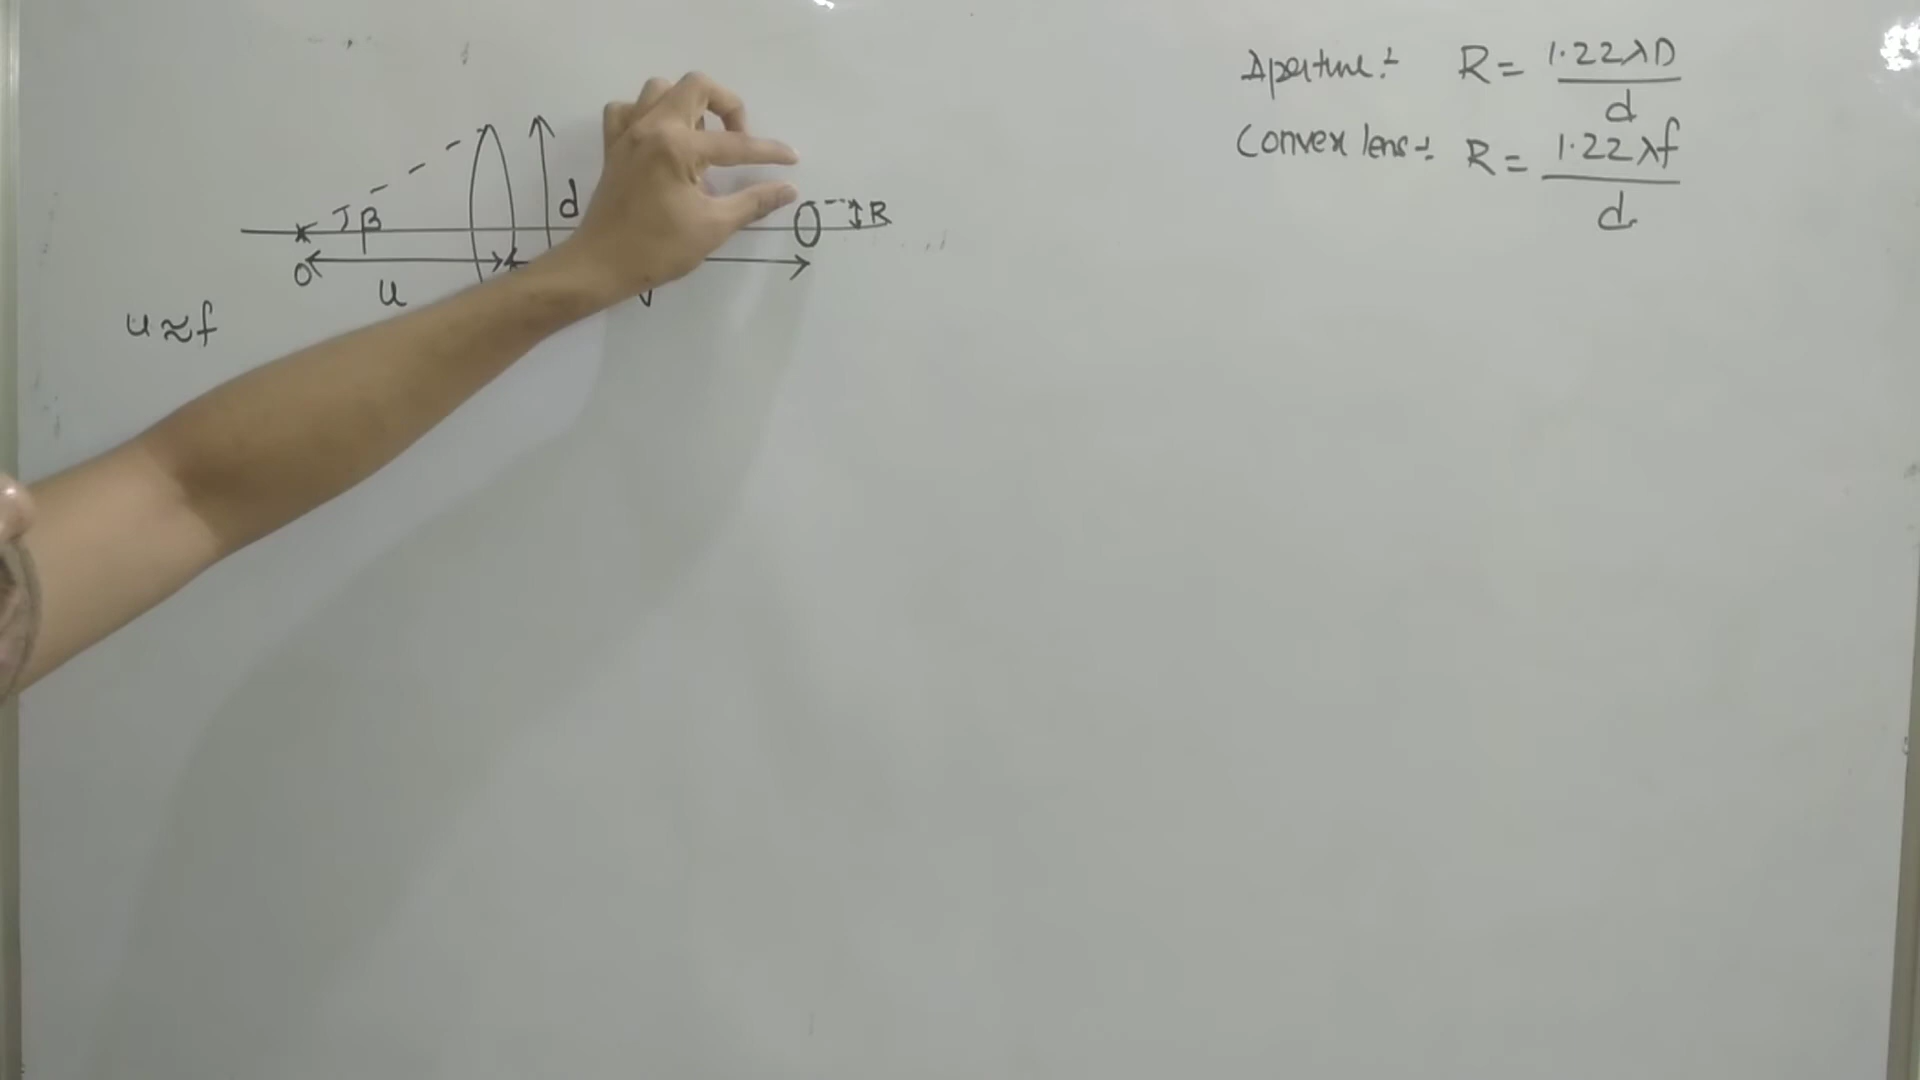 Aperture:- R = 1.22λD / d
Convex lens:- R = 1.22λf / d
d
β
R
O
u
v
u≈f